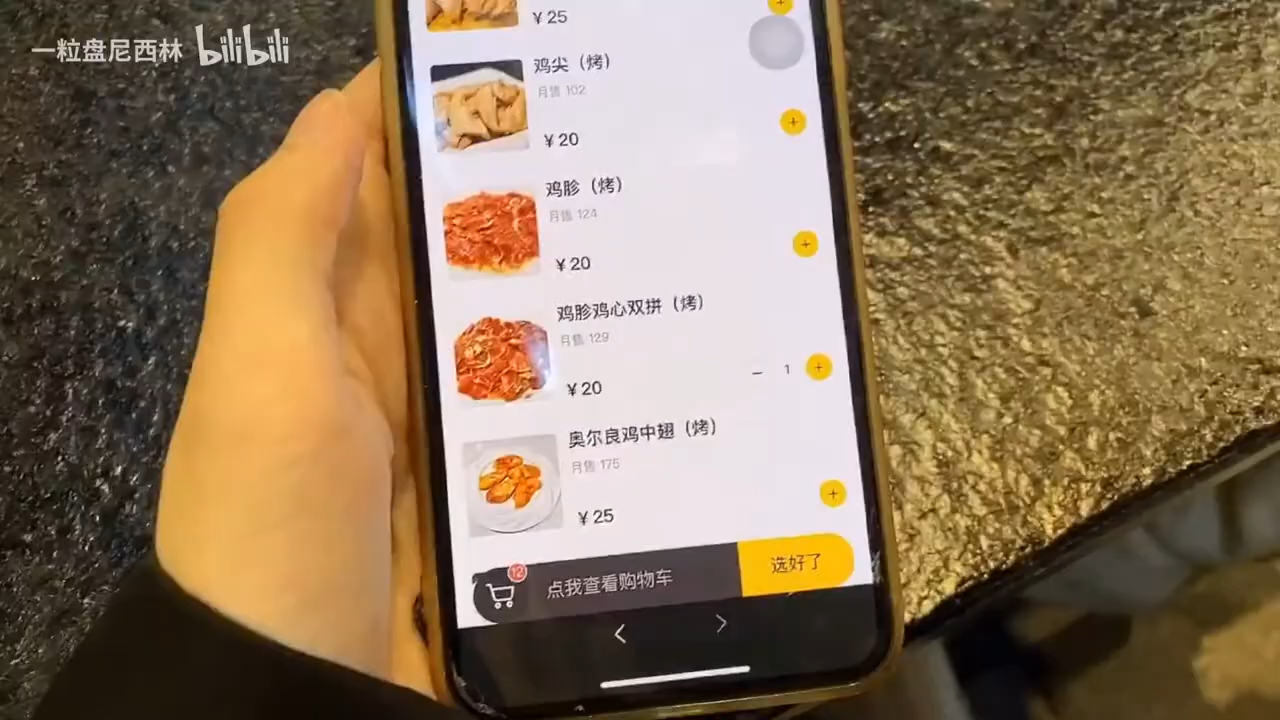 一粒盘尼西林 bilibili
¥25
鸡尖（烤）
月售 102
¥20
鸡胗（烤）
月售 124
¥20
鸡胗鸡心双拼（烤）
月售 129
¥20
1
奥尔良鸡中翅（烤）
月售 175
¥25
12
点我查看购物车
选好了